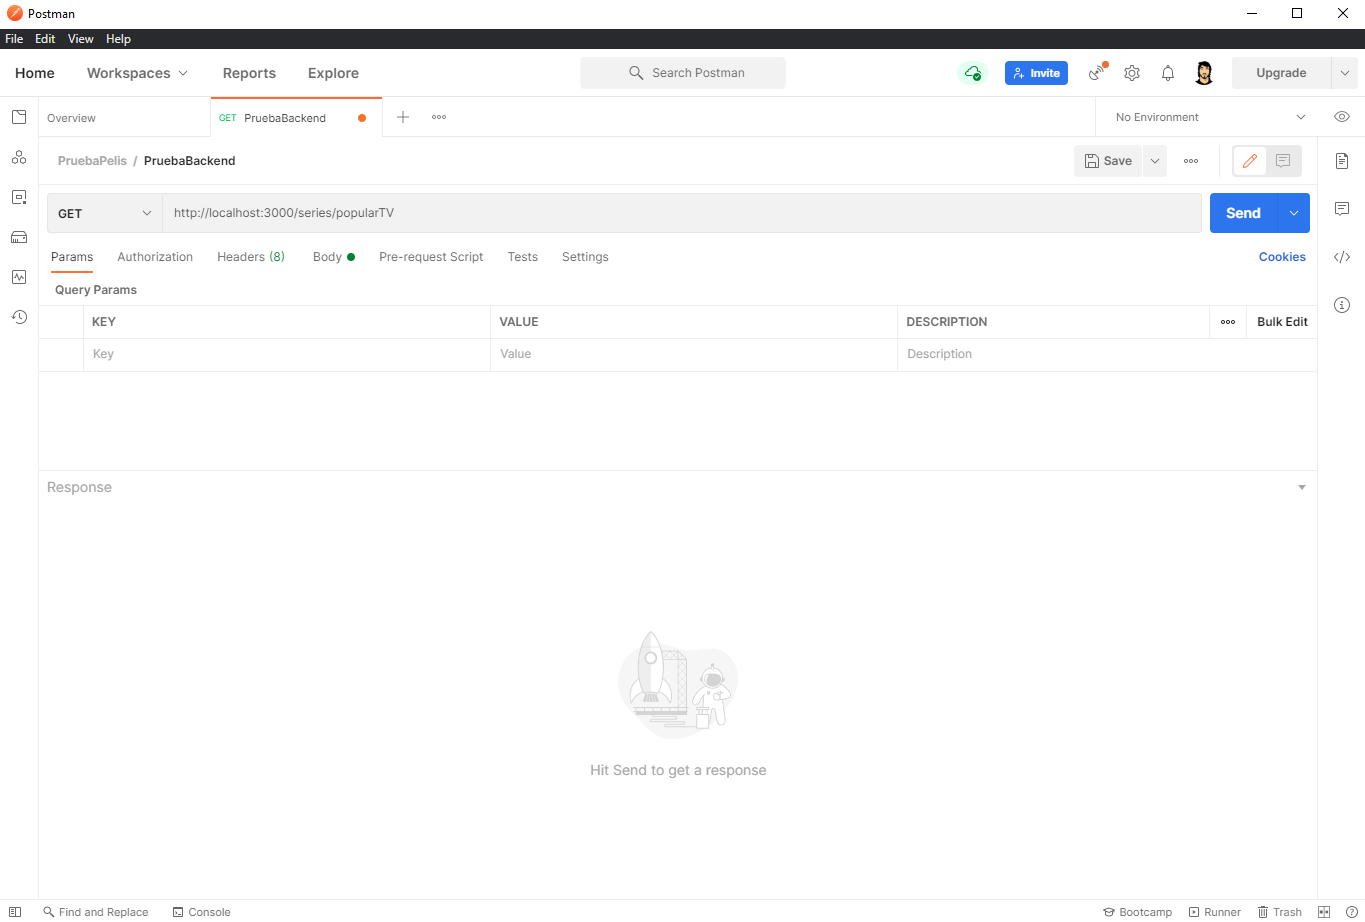 Postman
File Edit View Help
Home Workspaces Reports Explore Search Postman Invite Upgrade
Overview GET PruebaBackend No Environment
PruebaPelis / PruebaBackend Save
GET http://localhost:3000/series/popularTV Send
Params Authorization Headers (8) Body Pre-request Script Tests Settings Cookies
Query Params
KEY VALUE DESCRIPTION Bulk Edit
Key Value Description
Response
Hit Send to get a response
Find and Replace Console Bootcamp Runner Trash